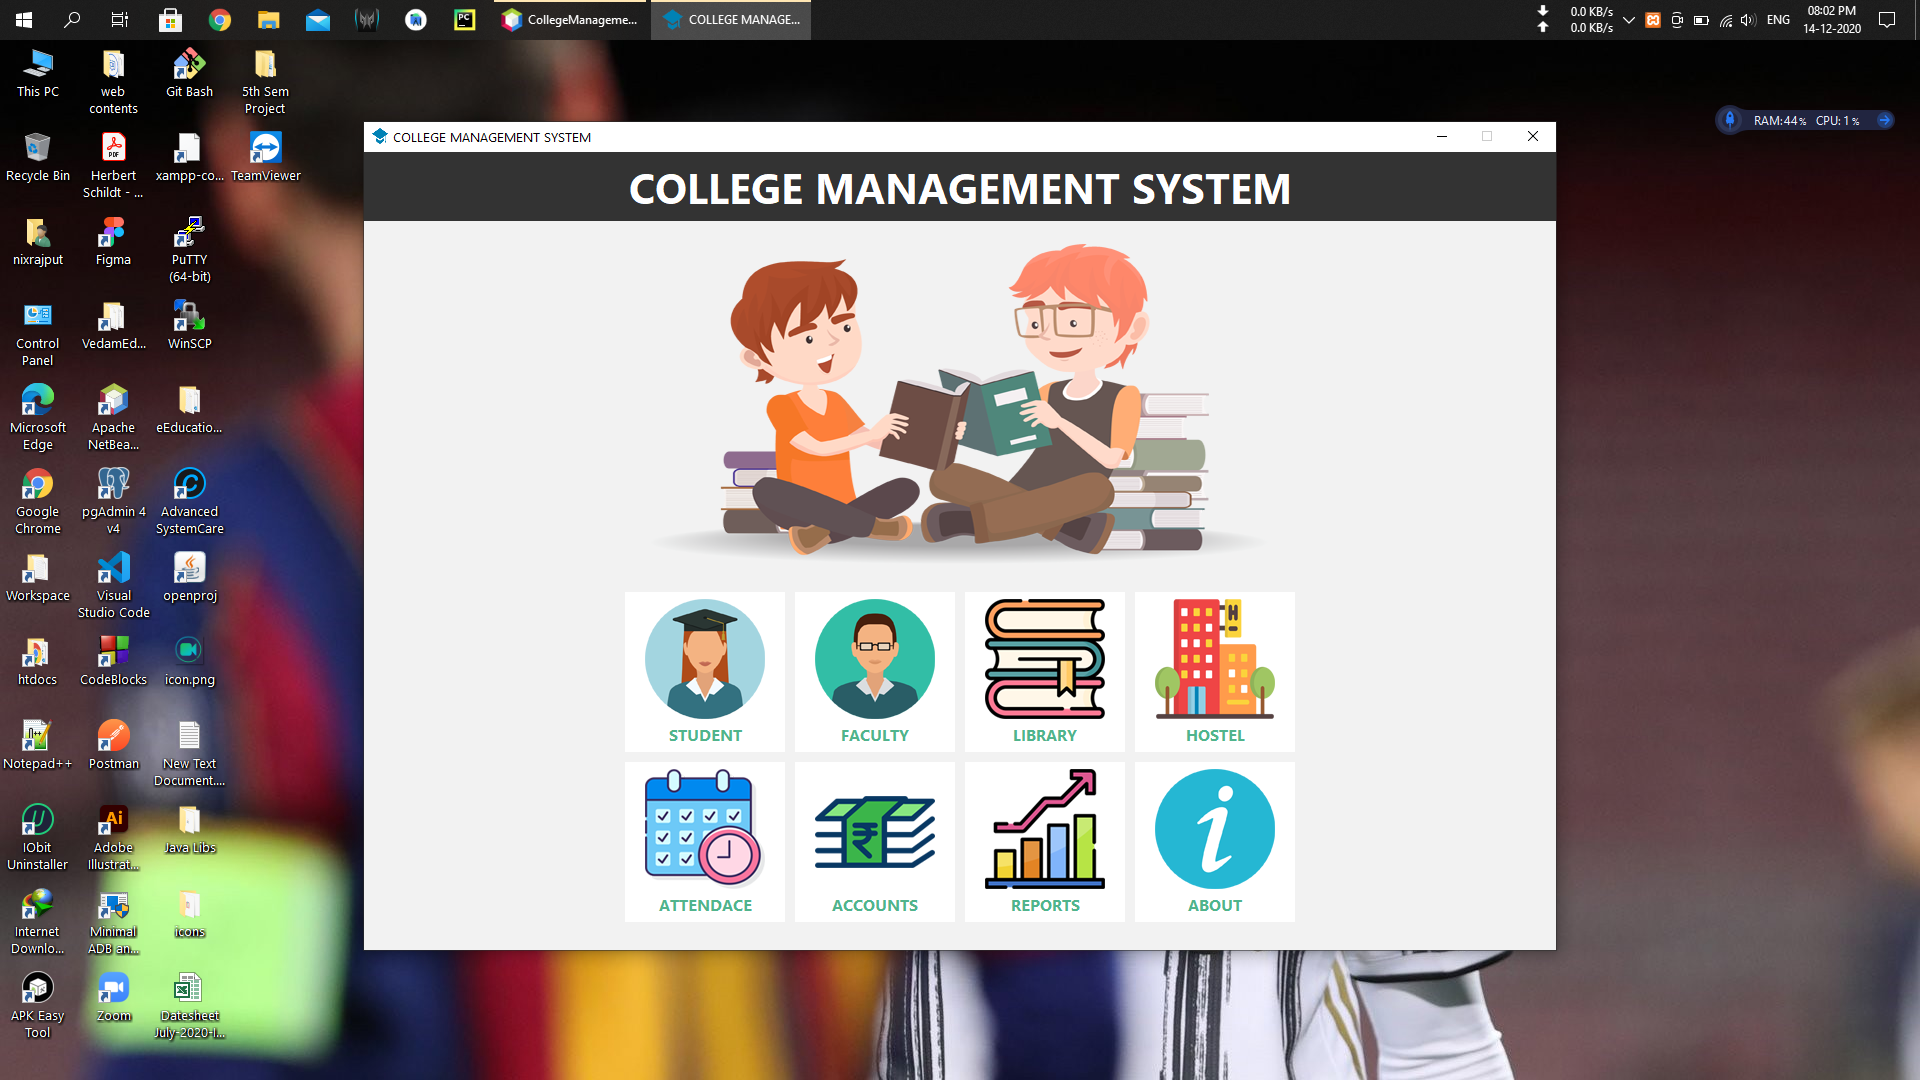 CollegeManageme...
COLLEGE MANAGE...
0.0 KB/s
0.0 KB/s
ENG
08:02 PM
14-12-2020
This PC
web
contents
Git Bash
5th Sem
Project
Recycle Bin
PDF
Herbert
Schildt - ...
xampp-co...
TeamViewer
nixrajput
Figma
PuTTY
(64-bit)
Control
Panel
VedamEd...
WinSCP
Microsoft
Edge
Apache
NetBea...
eEducatio...
Google
Chrome
pgAdmin 4
v4
Advanced
SystemCare
Workspace
Visual
Studio Code
openproj
htdocs
CodeBlocks
icon.png
Notepad++
Postman
New Text
Document....
IObit
Uninstaller
Ai
Adobe
Illustrat...
Java Libs
Internet
Downlo...
Minimal
ADB an...
icons
APK Easy
Tool
Zoom
Datesheet
July-2020-I...
RAM:44% CPU: 1%
COLLEGE MANAGEMENT SYSTEM
COLLEGE MANAGEMENT SYSTEM
H
STUDENT
FACULTY
LIBRARY
HOSTEL
₹
i
ATTENDACE
ACCOUNTS
REPORTS
ABOUT